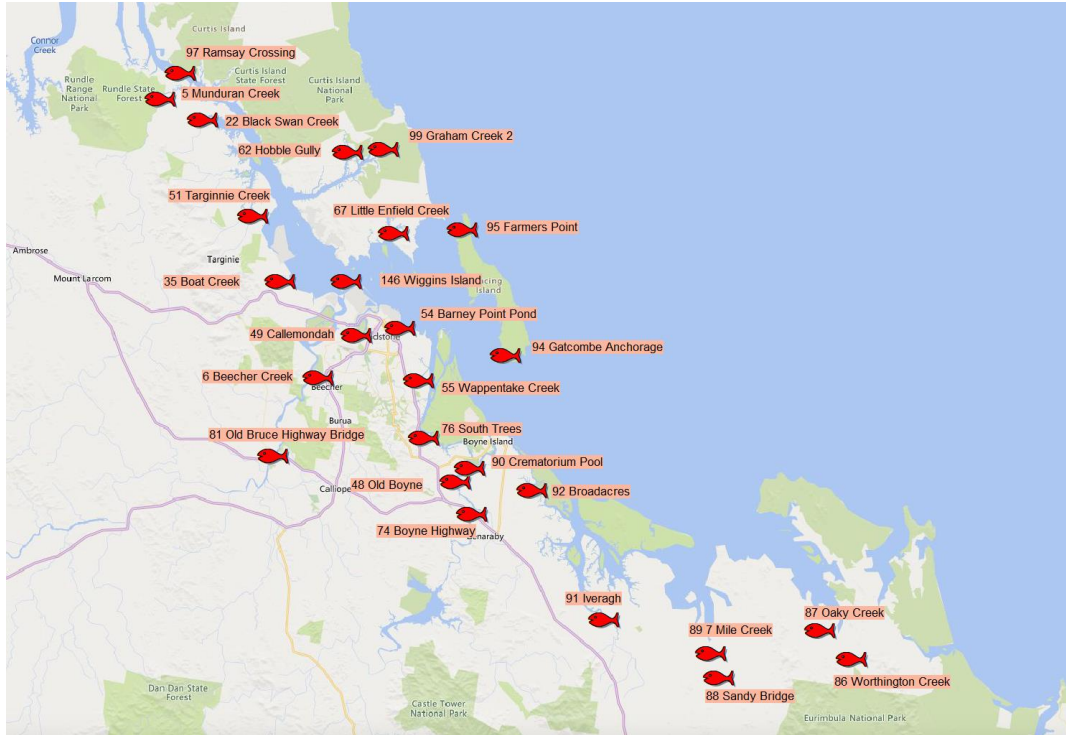 Curtis Island
Connor
Creek
97 Ramsay Crossing
Curtis Island
State Forest
Curtis Island
National
Park
Rundle
Range
National
Park
Rundle State
Forest
5 Munduran Creek
22 Black Swan Creek
99 Graham Creek 2
62 Hobble Gully
51 Targinnie Creek
67 Little Enfield Creek
95 Farmers Point
Ambrose
Targinie
Mount Larcom
35 Boat Creek
146 Wiggins Island
Island
54 Barney Point Pond
49 Callemondah
94 Gatcombe Anchorage
6 Beecher Creek
Beecher
55 Wappentake Creek
Burua
76 South Trees
81 Old Bruce Highway Bridge
Boyne Island
90 Crematorium Pool
48 Old Boyne
Calliope
92 Broadacres
74 Boyne Highway
91 Iveragh
87 Oaky Creek
89 7 Mile Creek
86 Worthington Creek
88 Sandy Bridge
Dan Dan State
Forest
Castle Tower
National Park
Eurimbula National Park